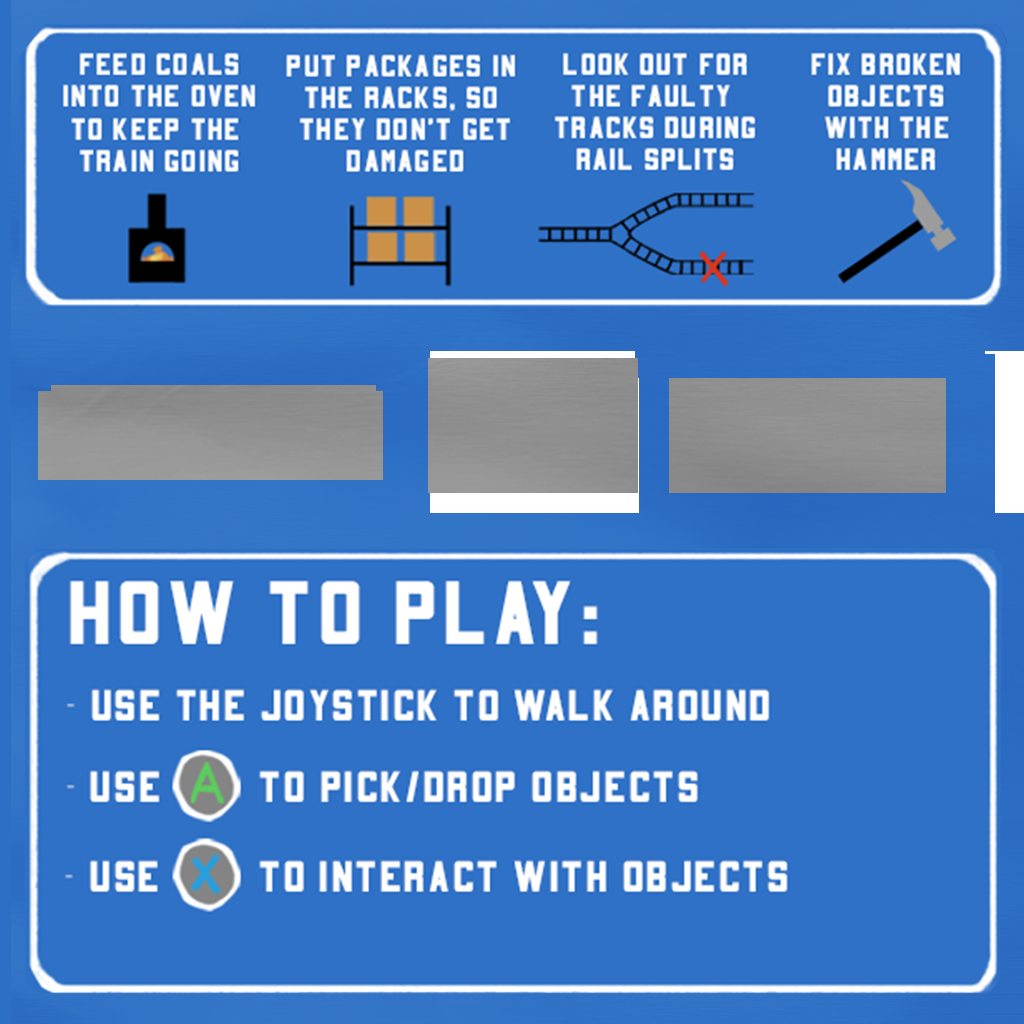 FEED COALS
INTO THE OVEN
TO KEEP THE
TRAIN GOING
PUT PACKAGES IN
THE RACKS, SO
THEY DON'T GET
DAMAGED
LOOK OUT FOR
THE FAULTY
TRACKS DURING
RAIL SPLITS
FIX BROKEN
OBJECTS
WITH THE
HAMMER
HOW TO PLAY:
- USE THE JOYSTICK TO WALK AROUND
- USE A TO PICK/DROP OBJECTS
- USE X TO INTERACT WITH OBJECTS